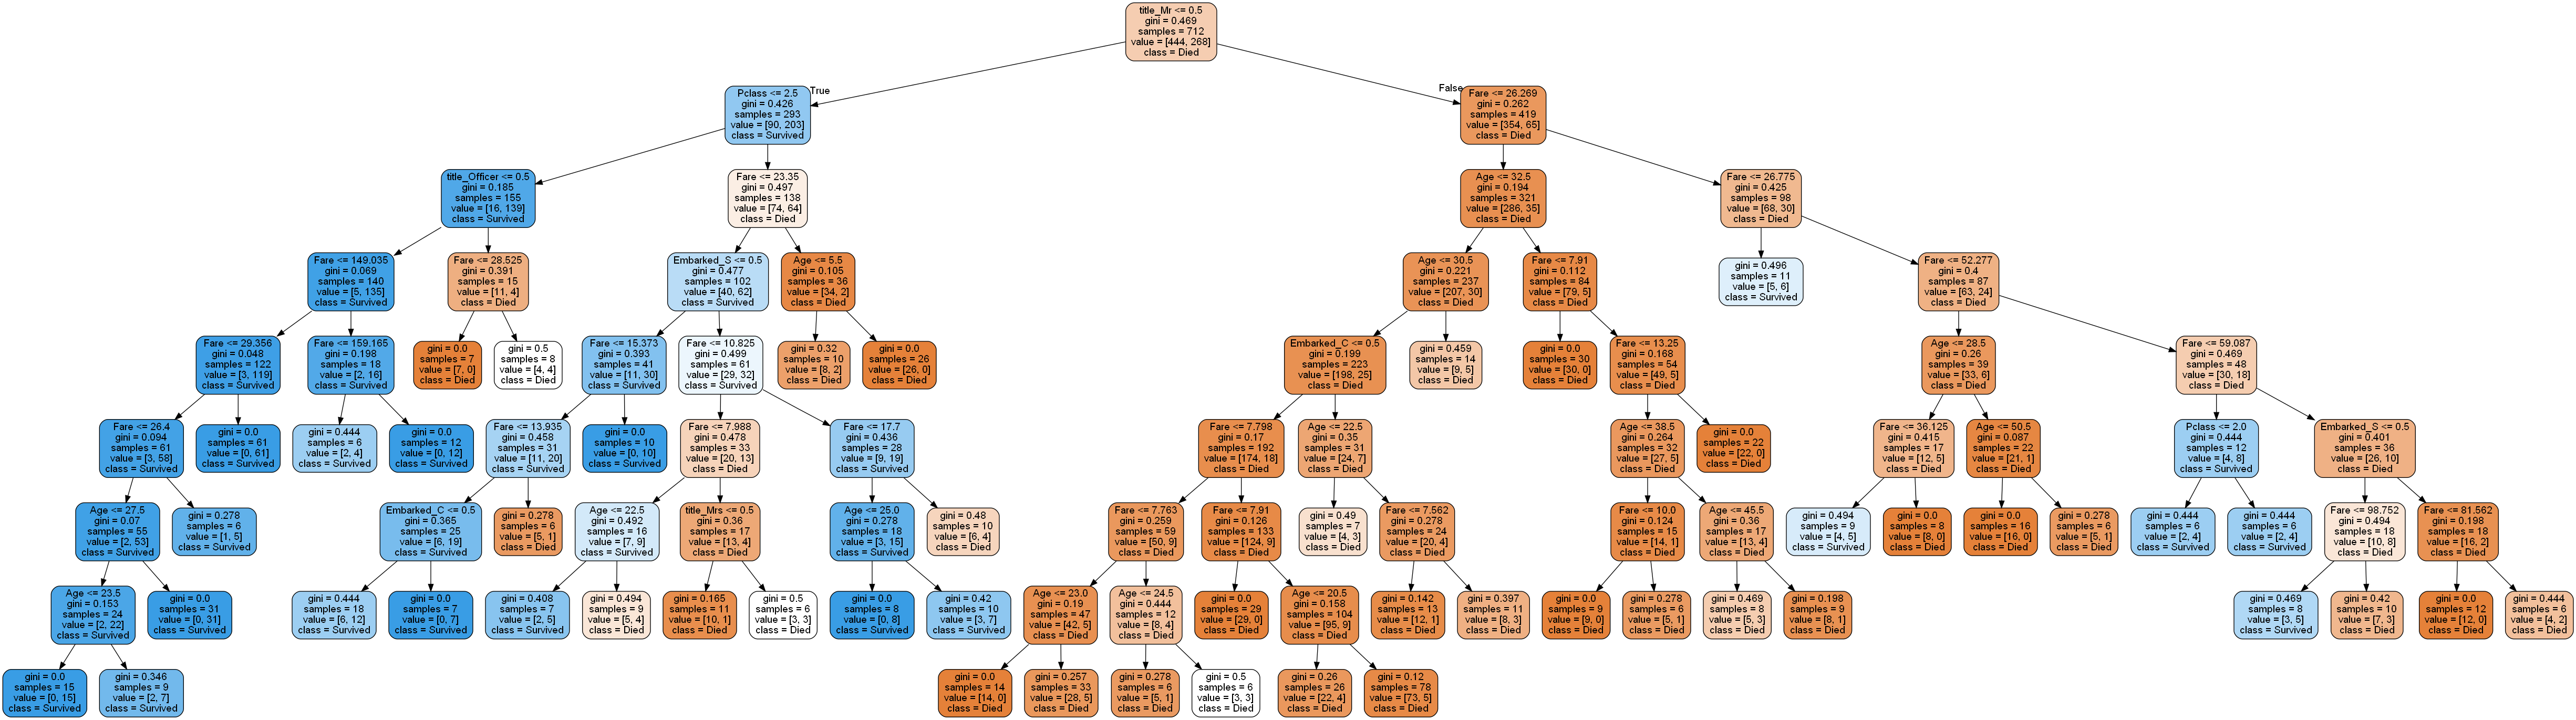 title_Mr <= 0.5
gini = 0.469
samples = 712
value = [444, 268]
class = Died
True
False
Pclass <= 2.5
gini = 0.426
samples = 293
value = [90, 203]
class = Survived
Fare <= 26.269
gini = 0.262
samples = 419
value = [354, 65]
class = Died
title_Officer <= 0.5
gini = 0.185
samples = 155
value = [16, 139]
class = Survived
Fare <= 23.35
gini = 0.497
samples = 138
value = [74, 64]
class = Died
Age <= 32.5
gini = 0.194
samples = 321
value = [286, 35]
class = Died
Fare <= 26.775
gini = 0.425
samples = 98
value = [68, 30]
class = Died
Fare <= 149.035
gini = 0.069
samples = 140
value = [5, 135]
class = Survived
Fare <= 28.525
gini = 0.391
samples = 15
value = [11, 4]
class = Died
Embarked_S <= 0.5
gini = 0.477
samples = 102
value = [40, 62]
class = Survived
Age <= 5.5
gini = 0.105
samples = 36
value = [34, 2]
class = Died
Age <= 30.5
gini = 0.221
samples = 237
value = [207, 30]
class = Died
Fare <= 7.91
gini = 0.112
samples = 84
value = [79, 5]
class = Died
gini = 0.496
samples = 11
value = [5, 6]
class = Survived
Fare <= 52.277
gini = 0.4
samples = 87
value = [63, 24]
class = Died
Fare <= 29.356
gini = 0.048
samples = 122
value = [3, 119]
class = Survived
Fare <= 159.165
gini = 0.198
samples = 18
value = [2, 16]
class = Survived
gini = 0.0
samples = 7
value = [7, 0]
class = Died
gini = 0.5
samples = 8
value = [4, 4]
class = Died
Fare <= 15.373
gini = 0.393
samples = 41
value = [11, 30]
class = Survived
Fare <= 10.825
gini = 0.499
samples = 61
value = [29, 32]
class = Survived
gini = 0.32
samples = 10
value = [8, 2]
class = Died
gini = 0.0
samples = 26
value = [26, 0]
class = Died
Embarked_C <= 0.5
gini = 0.199
samples = 223
value = [198, 25]
class = Died
gini = 0.459
samples = 14
value = [9, 5]
class = Died
gini = 0.0
samples = 30
value = [30, 0]
class = Died
Fare <= 13.25
gini = 0.168
samples = 54
value = [49, 5]
class = Died
Age <= 28.5
gini = 0.26
samples = 39
value = [33, 6]
class = Died
Fare <= 59.087
gini = 0.469
samples = 48
value = [30, 18]
class = Died
Fare <= 26.4
gini = 0.094
samples = 61
value = [3, 58]
class = Survived
gini = 0.0
samples = 61
value = [0, 61]
class = Survived
gini = 0.444
samples = 6
value = [2, 4]
class = Survived
gini = 0.0
samples = 12
value = [0, 12]
class = Survived
Fare <= 13.935
gini = 0.458
samples = 31
value = [11, 20]
class = Survived
gini = 0.0
samples = 10
value = [0, 10]
class = Survived
Fare <= 7.988
gini = 0.478
samples = 33
value = [20, 13]
class = Died
Fare <= 17.7
gini = 0.436
samples = 28
value = [9, 19]
class = Survived
Fare <= 7.798
gini = 0.17
samples = 192
value = [174, 18]
class = Died
Age <= 22.5
gini = 0.35
samples = 31
value = [24, 7]
class = Died
Age <= 38.5
gini = 0.264
samples = 32
value = [27, 5]
class = Died
gini = 0.0
samples = 22
value = [22, 0]
class = Died
Fare <= 36.125
gini = 0.415
samples = 17
value = [12, 5]
class = Died
Age <= 50.5
gini = 0.087
samples = 22
value = [21, 1]
class = Died
Pclass <= 2.0
gini = 0.444
samples = 12
value = [4, 8]
class = Survived
Embarked_S <= 0.5
gini = 0.401
samples = 36
value = [26, 10]
class = Died
Age <= 27.5
gini = 0.07
samples = 55
value = [2, 53]
class = Survived
gini = 0.278
samples = 6
value = [1, 5]
class = Survived
Embarked_C <= 0.5
gini = 0.365
samples = 25
value = [6, 19]
class = Survived
gini = 0.278
samples = 6
value = [5, 1]
class = Died
Age <= 22.5
gini = 0.492
samples = 16
value = [7, 9]
class = Survived
title_Mrs <= 0.5
gini = 0.36
samples = 17
value = [13, 4]
class = Died
Age <= 25.0
gini = 0.278
samples = 18
value = [3, 15]
class = Survived
gini = 0.48
samples = 10
value = [6, 4]
class = Died
Fare <= 7.763
gini = 0.259
samples = 59
value = [50, 9]
class = Died
Fare <= 7.91
gini = 0.126
samples = 133
value = [124, 9]
class = Died
gini = 0.49
samples = 7
value = [4, 3]
class = Died
Fare <= 7.562
gini = 0.278
samples = 24
value = [20, 4]
class = Died
Fare <= 10.0
gini = 0.124
samples = 15
value = [14, 1]
class = Died
Age <= 45.5
gini = 0.36
samples = 17
value = [13, 4]
class = Died
gini = 0.494
samples = 9
value = [4, 5]
class = Survived
gini = 0.0
samples = 8
value = [8, 0]
class = Died
gini = 0.0
samples = 16
value = [16, 0]
class = Died
gini = 0.278
samples = 6
value = [5, 1]
class = Died
gini = 0.444
samples = 6
value = [2, 4]
class = Survived
gini = 0.444
samples = 6
value = [2, 4]
class = Survived
Fare <= 98.752
gini = 0.494
samples = 18
value = [10, 8]
class = Died
Fare <= 81.562
gini = 0.198
samples = 18
value = [16, 2]
class = Died
Age <= 23.5
gini = 0.153
samples = 24
value = [2, 22]
class = Survived
gini = 0.0
samples = 31
value = [0, 31]
class = Survived
gini = 0.444
samples = 18
value = [6, 12]
class = Survived
gini = 0.0
samples = 7
value = [0, 7]
class = Survived
gini = 0.408
samples = 7
value = [2, 5]
class = Survived
gini = 0.494
samples = 9
value = [5, 4]
class = Died
gini = 0.165
samples = 11
value = [10, 1]
class = Died
gini = 0.5
samples = 6
value = [3, 3]
class = Died
gini = 0.0
samples = 8
value = [0, 8]
class = Survived
gini = 0.42
samples = 10
value = [3, 7]
class = Survived
Age <= 23.0
gini = 0.19
samples = 47
value = [42, 5]
class = Died
Age <= 24.5
gini = 0.444
samples = 12
value = [8, 4]
class = Died
gini = 0.0
samples = 29
value = [29, 0]
class = Died
Age <= 20.5
gini = 0.158
samples = 104
value = [95, 9]
class = Died
gini = 0.142
samples = 13
value = [12, 1]
class = Died
gini = 0.397
samples = 11
value = [8, 3]
class = Died
gini = 0.0
samples = 9
value = [9, 0]
class = Died
gini = 0.278
samples = 6
value = [5, 1]
class = Died
gini = 0.469
samples = 8
value = [5, 3]
class = Died
gini = 0.198
samples = 9
value = [8, 1]
class = Died
gini = 0.469
samples = 8
value = [3, 5]
class = Survived
gini = 0.42
samples = 10
value = [7, 3]
class = Died
gini = 0.0
samples = 12
value = [12, 0]
class = Died
gini = 0.444
samples = 6
value = [4, 2]
class = Died
gini = 0.0
samples = 15
value = [0, 15]
class = Survived
gini = 0.346
samples = 9
value = [2, 7]
class = Survived
gini = 0.0
samples = 14
value = [14, 0]
class = Died
gini = 0.257
samples = 33
value = [28, 5]
class = Died
gini = 0.278
samples = 6
value = [5, 1]
class = Died
gini = 0.5
samples = 6
value = [3, 3]
class = Died
gini = 0.26
samples = 26
value = [22, 4]
class = Died
gini = 0.12
samples = 78
value = [73, 5]
class = Died